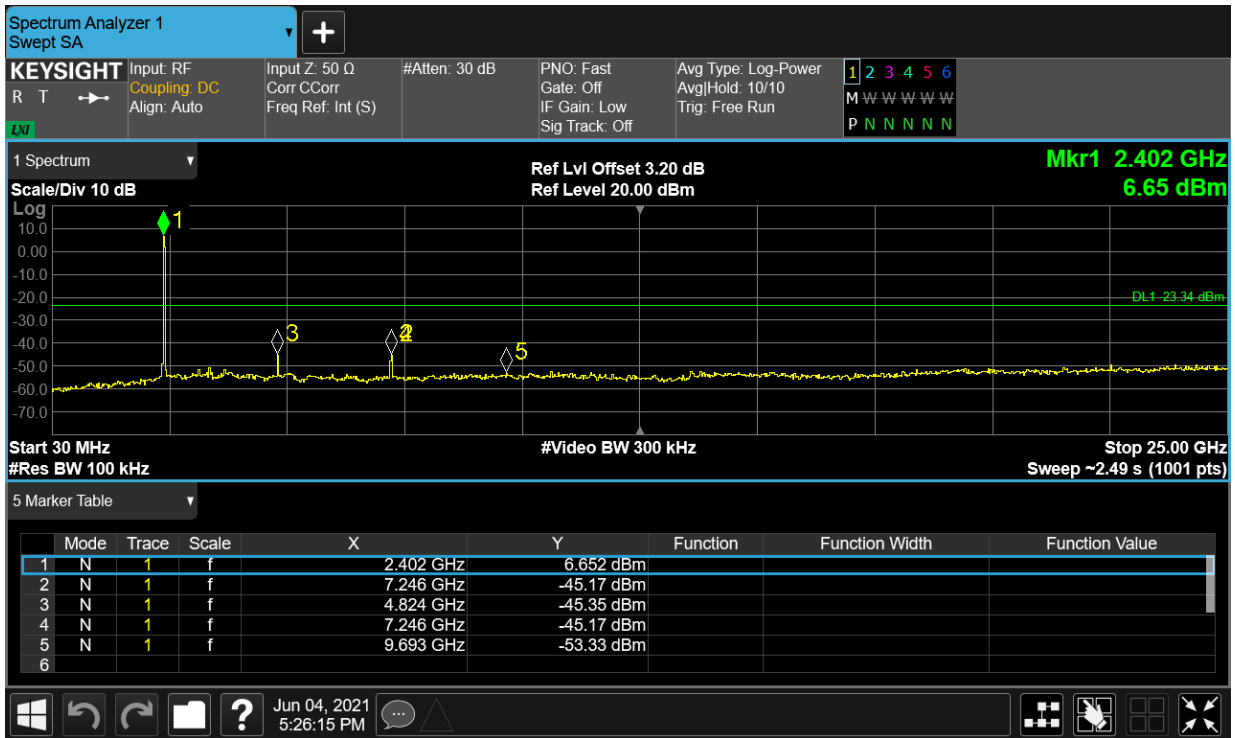 Spectrum Analyzer 1
Swept SA
+
KEYSIGHT
R T
LXI
Input: RF
Coupling: DC
Align: Auto
Input Z: 50 Ω
Corr CCorr
Freq Ref: Int (S)
#Atten: 30 dB
PNO: Fast
Gate: Off
IF Gain: Low
Sig Track: Off
Avg Type: Log-Power
Avg|Hold: 10/10
Trig: Free Run
1 2 3 4 5 6
M W W W W W
P N N N N N
1 Spectrum
Scale/Div 10 dB
Log
Ref Lvl Offset 3.20 dB
Ref Level 20.00 dBm
Mkr1 2.402 GHz
6.65 dBm
10.0
0.00
-10.0
-20.0
-30.0
-40.0
-50.0
-60.0
-70.0
1
3
2
5
DL1 -23.34 dBm
Start 30 MHz
#Res BW 100 kHz
#Video BW 300 kHz
Stop 25.00 GHz
Sweep ~2.49 s (1001 pts)
5 Marker Table
Mode Trace Scale X Y Function Function Width Function Value
1 N 1 f 2.402 GHz 6.652 dBm
2 N 1 f 7.246 GHz -45.17 dBm
3 N 1 f 4.824 GHz -45.35 dBm
4 N 1 f 7.246 GHz -45.17 dBm
5 N 1 f 9.693 GHz -53.33 dBm
6
?
Jun 04, 2021
5:26:15 PM